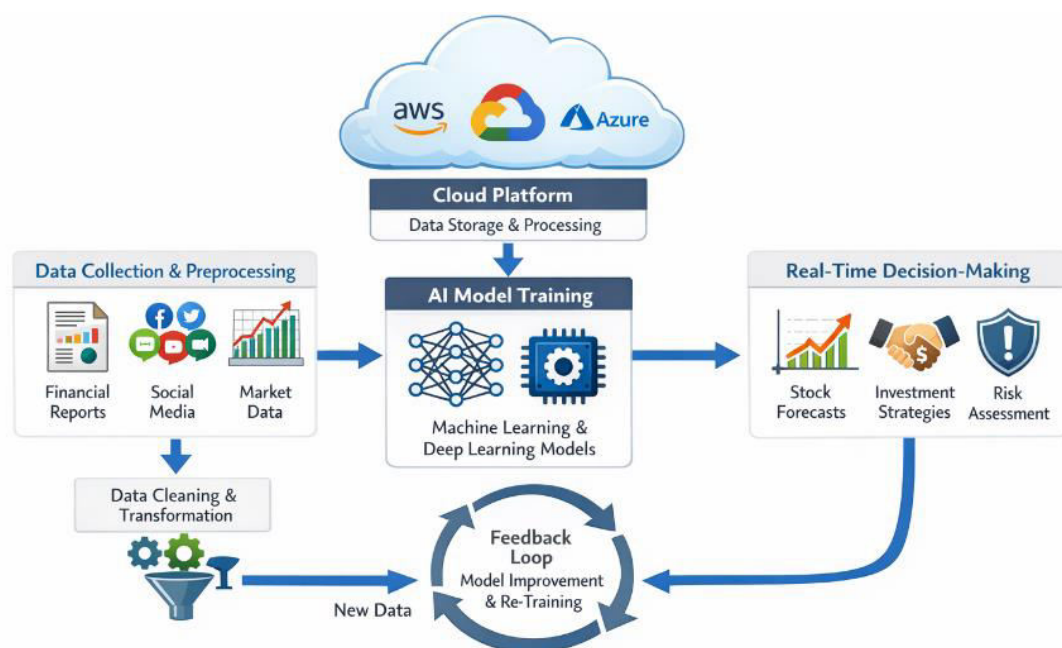 aws
Azure
Cloud Platform
Data Storage & Processing
Data Collection & Preprocessing
Financial
Reports
Social
Media
Market
Data
AI Model Training
Machine Learning &
Deep Learning Models
Real-Time Decision-Making
$
Stock
Forecasts
Investment
Strategies
Risk
Assessment
Data Cleaning &
Transformation
New Data
Feedback
Loop
Model Improvement
& Re-Training